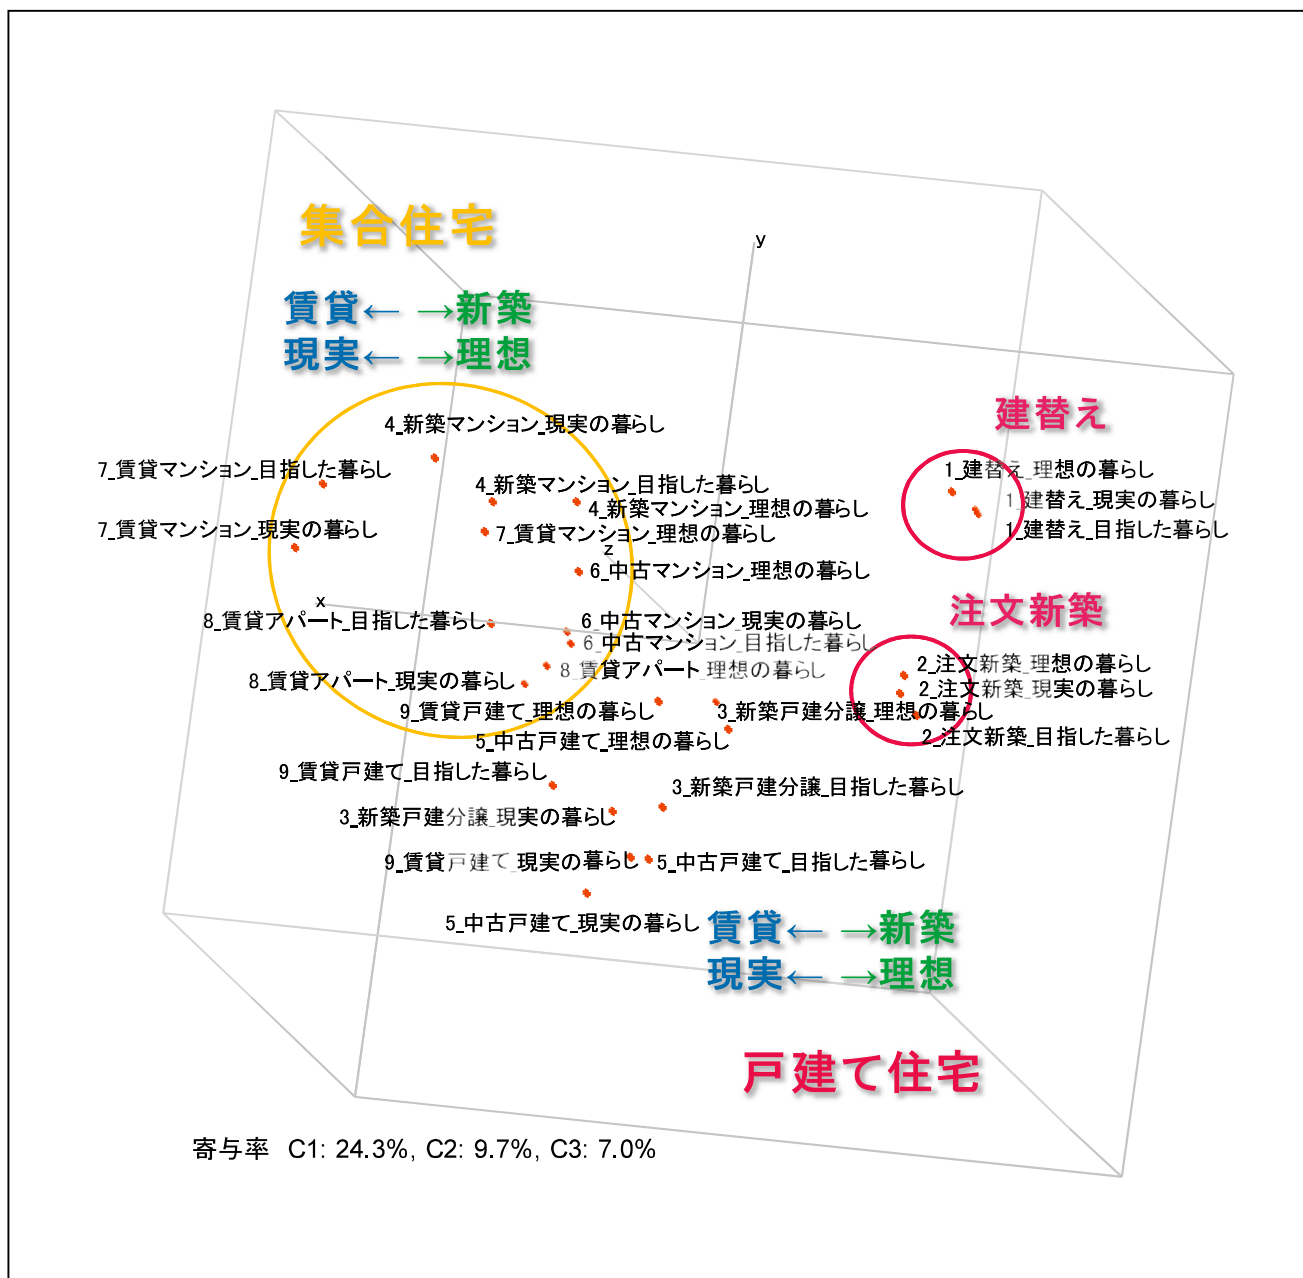 集合住宅
y
賃貸← →新築
現実← →理想
建替え
4_新築マンション_現実の暮らし
7_賃貸マンション_目指した暮らし
1_建替え_理想の暮らし
4_新築マンション_目指した暮らし
1_建替え_現実の暮らし
4_新築マンション_理想の暮らし
7_賃貸マンション_現実の暮らし
7_賃貸マンション_理想の暮らし
1_建替え_目指した暮らし
z
6_中古マンション_理想の暮らし
x
注文新築
8_賃貸アパート_目指した暮らし
6_中古マンション_現実の暮らし
6_中古マンション_目指した暮らし
2_注文新築_理想の暮らし
8_賃貸アパート_理想の暮らし
8_賃貸アパート_現実の暮らし
2_注文新築_現実の暮らし
9_賃貸戸建て_理想の暮らし
3_新築戸建分譲_理想の暮らし
5_中古戸建て_理想の暮らし
2_注文新築_目指した暮らし
9_賃貸戸建て_目指した暮らし
3_新築戸建分譲_目指した暮らし
3_新築戸建分譲_現実の暮らし
9_賃貸戸建て_現実の暮らし
5_中古戸建て_目指した暮らし
5_中古戸建て_現実の暮らし
賃貸← →新築
現実← →理想
戸建て住宅
寄与率 C1: 24.3%, C2: 9.7%, C3: 7.0%